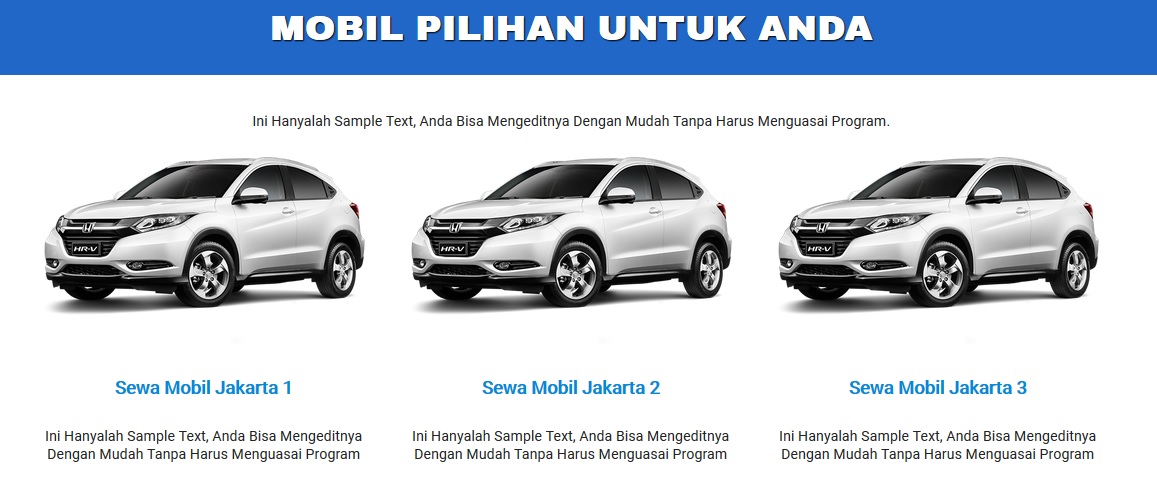 MOBIL PILIHAN UNTUK ANDA
Ini Hanyalah Sample Text, Anda Bisa Mengeditnya Dengan Mudah Tanpa Harus Menguasai Program.
HR-V
HR-V
HR-V
Sewa Mobil Jakarta 1
Sewa Mobil Jakarta 2
Sewa Mobil Jakarta 3
Ini Hanyalah Sample Text, Anda Bisa Mengeditnya
Dengan Mudah Tanpa Harus Menguasai Program
Ini Hanyalah Sample Text, Anda Bisa Mengeditnya
Dengan Mudah Tanpa Harus Menguasai Program
Ini Hanyalah Sample Text, Anda Bisa Mengeditnya
Dengan Mudah Tanpa Harus Menguasai Program